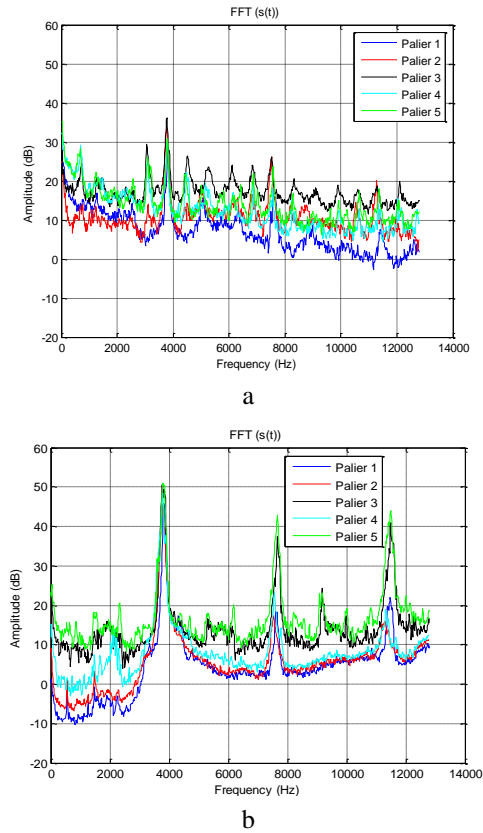 FFT (s(t))
60
50
40
30
20
10
0
-10
-20
Amplitude (dB)
Palier 1
Palier 2
Palier 3
Palier 4
Palier 5
0 2000 4000 6000 8000 10000 12000 14000
Frequency (Hz)
a
FFT (s(t))
60
50
40
30
20
10
0
-10
-20
Amplitude (dB)
Palier 1
Palier 2
Palier 3
Palier 4
Palier 5
0 2000 4000 6000 8000 10000 12000 14000
Frequency (Hz)
b